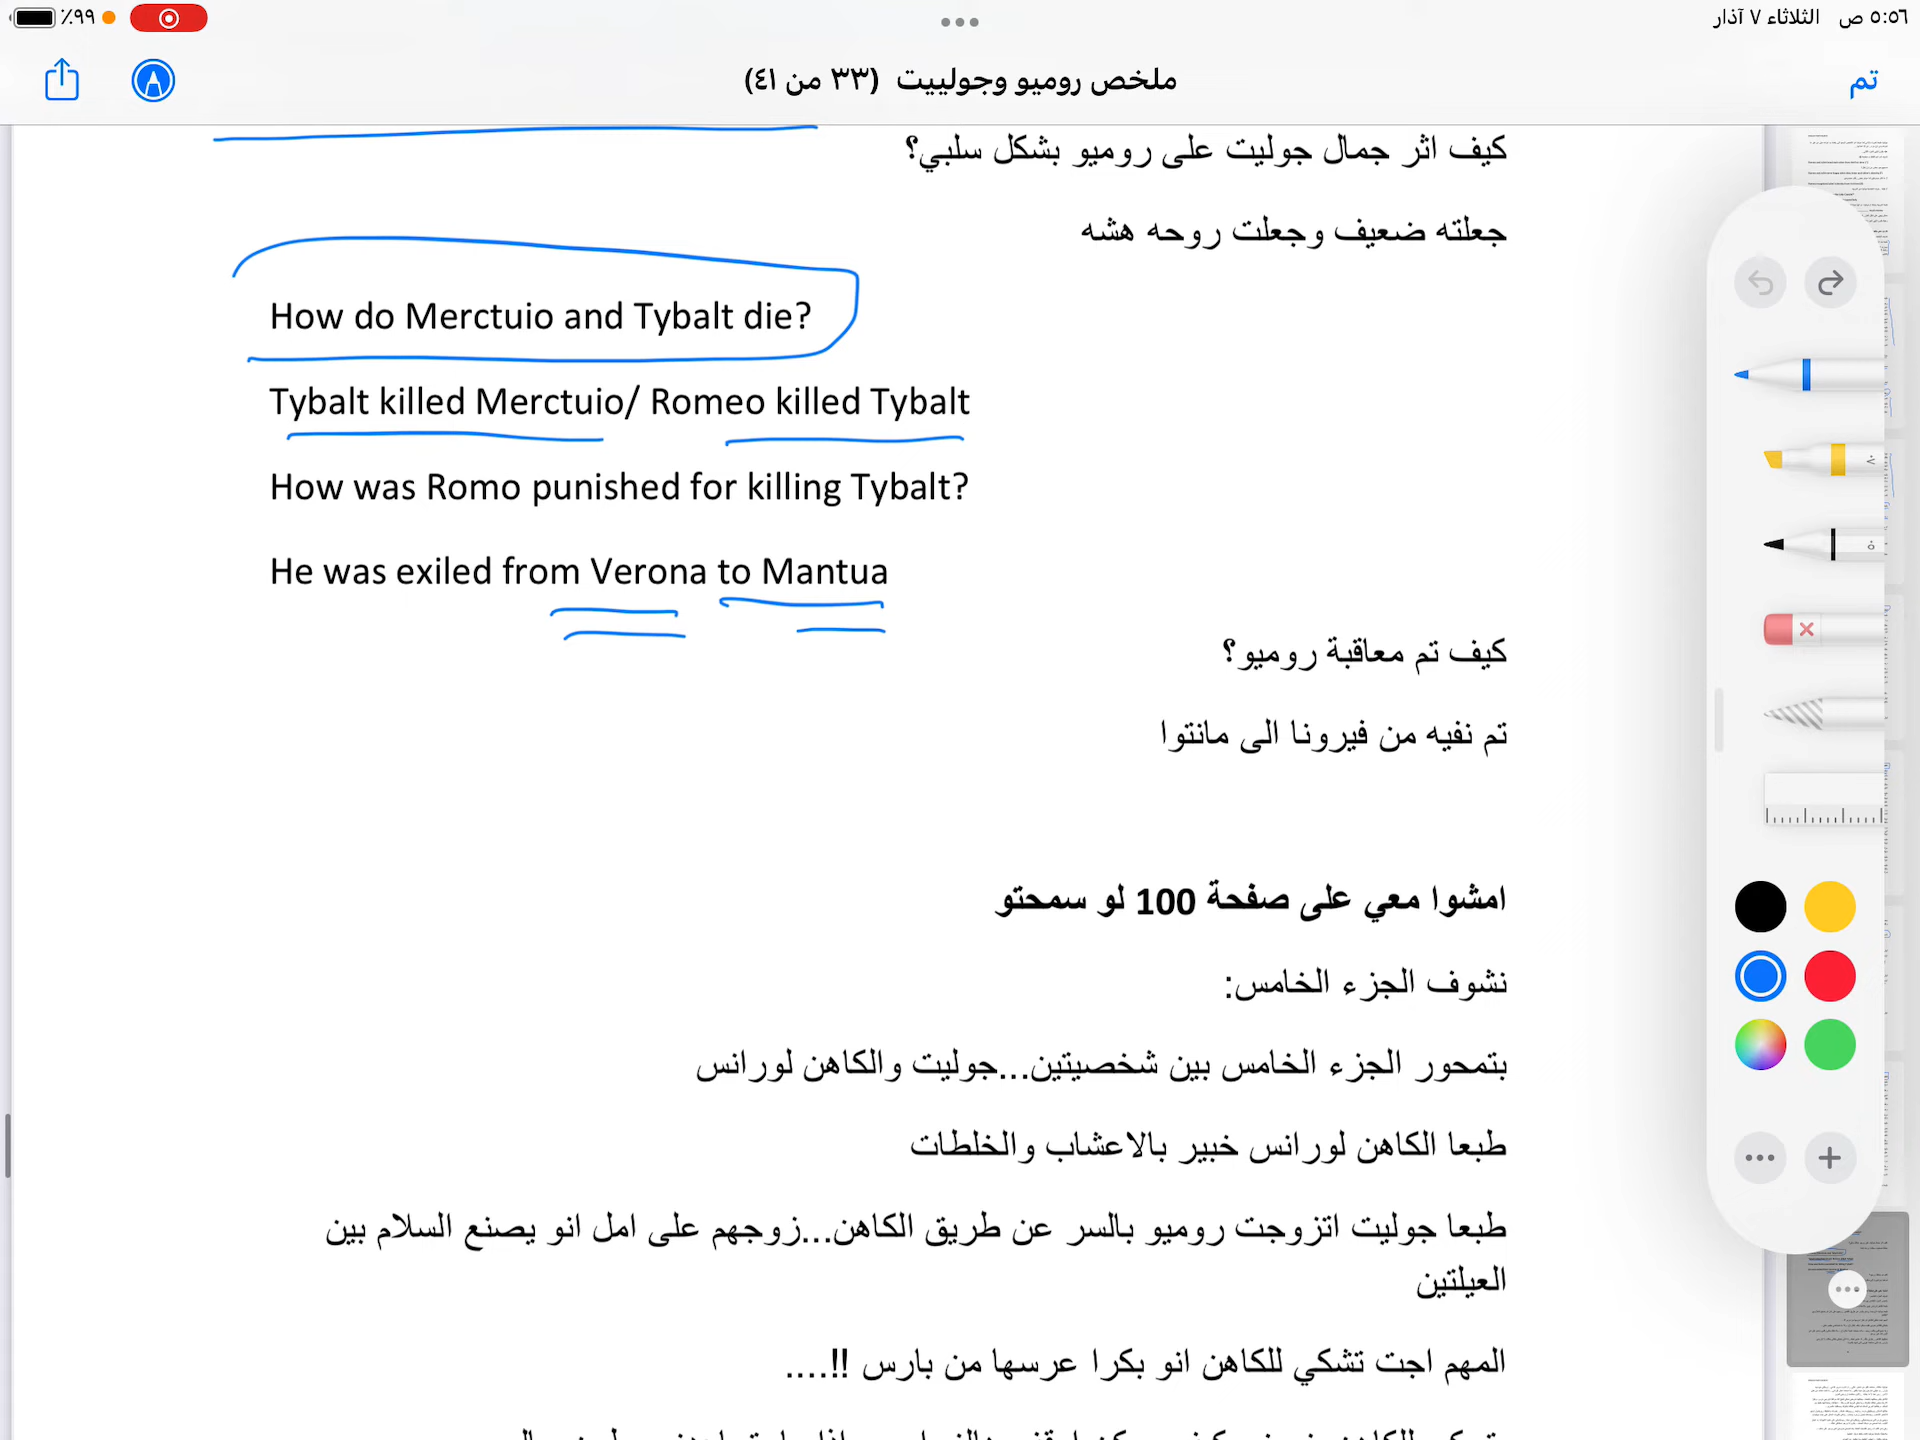 ٪٩٩
٥:٥٦ ص الثلاثاء ٧ آذار
ملخص روميو وجولييت (٣٣ من ٤١)
تم
كيف اثر جمال جوليت على روميو بشكل سلبي؟
جعلته ضعيف وجعلت روحه هشه
How do Merctuio and Tybalt die?
Tybalt killed Merctuio/ Romeo killed Tybalt
How was Romo punished for killing Tybalt?
He was exiled from Verona to Mantua
كيف تم معاقبة روميو؟
تم نفيه من فيرونا الى مانتوا
امشوا معي على صفحة 100 لو سمحتو
نشوف الجزء الخامس:
بتمحور الجزء الخامس بين شخصيتين...جوليت والكاهن لورانس
طبعا الكاهن لورانس خبير بالاعشاب والخلطات
طبعا جوليت اتزوجت روميو بالسر عن طريق الكاهن...زوجهم على امل انو يصنع السلام بين
العيلتين
المهم اجت تشكي للكاهن انو بكرا عرسها من بارس !!....